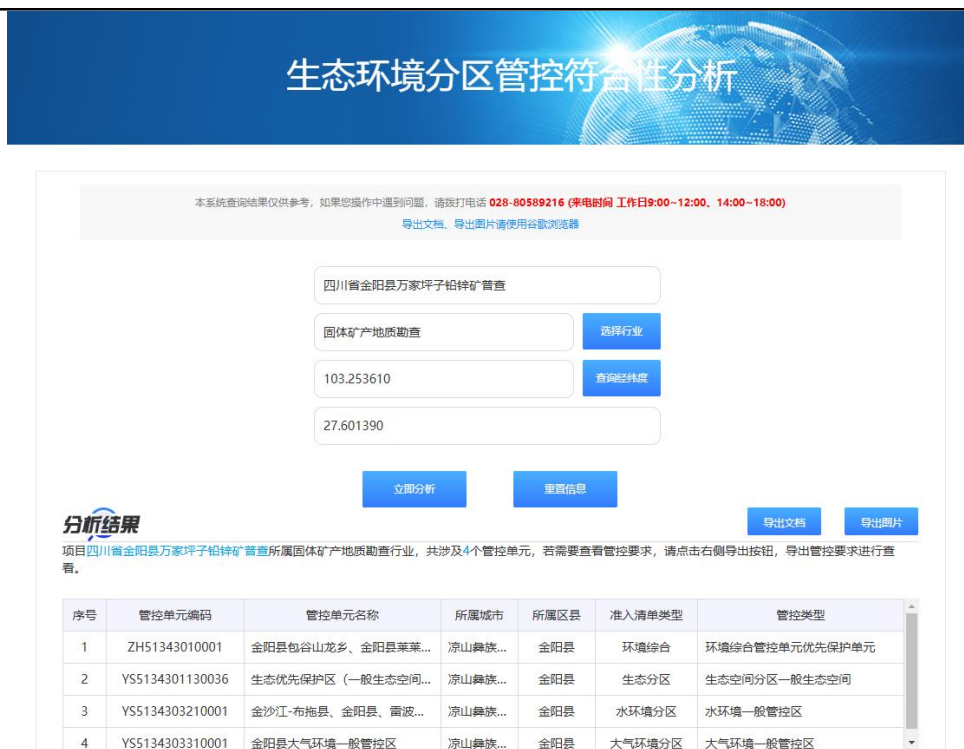 生态环境分区管控符合性分析
本系统查询结果仅供参考，如果您操作中遇到问题，请拨打电话 028-80589216 (来电时间 工作日9:00~12:00、14:00~18:00)
导出文档、导出图片请使用谷歌浏览器
四川省金阳县万家坪子铅锌矿普查
固体矿产地质勘查 选择行业
103.253610 查询经纬度
27.601390
立即分析 重置信息
分析结果 导出文档 导出图片
项目四川省金阳县万家坪子铅锌矿普查所属固体矿产地质勘查行业，共涉及4个管控单元，若需要查看管控要求，请点击右侧导出按钮，导出管控要求进行查
看。
序号 管控单元编码 管控单元名称 所属城市 所属区县 准入清单类型 管控类型
1 ZH51343010001 金阳县包谷山龙乡、金阳县莱莱... 凉山彝族... 金阳县 环境综合 环境综合管控单元优先保护单元
2 YS5134301130036 生态优先保护区（一般生态空间... 凉山彝族... 金阳县 生态分区 生态空间分区一般生态空间
3 YS5134303210001 金沙江-布拖县、金阳县、雷波... 凉山彝族... 金阳县 水环境分区 水环境一般管控区
4 YS5134303310001 金阳县大气环境一般管控区 凉山彝族... 金阳县 大气环境分区 大气环境一般管控区